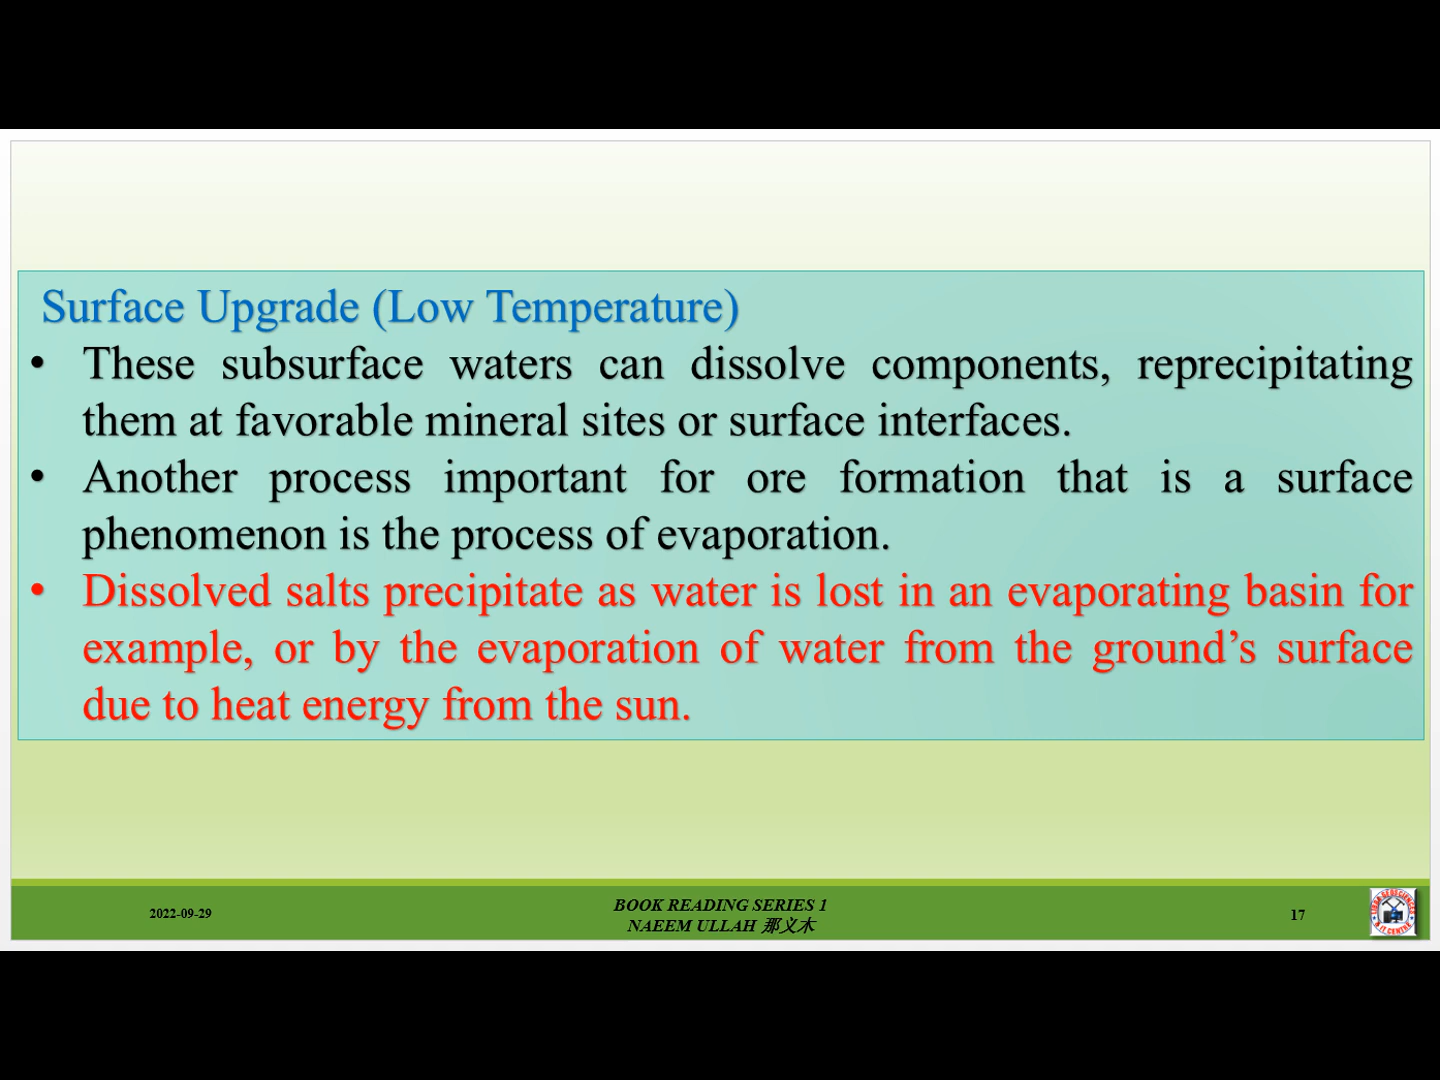 Surface Upgrade (Low Temperature)
• These subsurface waters can dissolve components, reprecipitating
them at favorable mineral sites or surface interfaces.
• Another process important for ore formation that is a surface
phenomenon is the process of evaporation.
• Dissolved salts precipitate as water is lost in an evaporating basin for
example, or by the evaporation of water from the ground’s surface
due to heat energy from the sun.
2022-09-29
BOOK READING SERIES 1
NAEEM ULLAH 那义木
17
GEOSCIENCES
& IT CENTRE